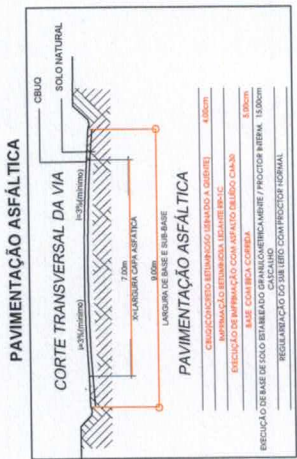 PAVIMENTAÇÃO ASFÁLTICA
CORTE TRANSVERSAL DA VIA
CBUQ
SOLO NATURAL
i=3%(mínimo)
i=3%(mínimo)
7.00m
X=LARGURA CAPA ASFÁTICA
9.00m
LARGURA DE BASE E SUB-BASE
PAVIMENTAÇÃO ASFÁLTICA
CBUQ(CONCRETO BETUMINOSO USINADO A QUENTE) 4,00cm
IMPRIMAÇÃO BETUMINOSA LIGANTE RR-1C
EXECUÇÃO DE IMPRIMAÇÃO COM ASFALTO DILUÍDO CM-30
BASE COM BICA CORRIDA 5,00cm
EXECUÇÃO DE BASE DE SOLO ESTABILIZADO GRANULOMETRICAMENTE / PROCTOR INTERM. 15,00cm
CASCALHO
REGULARIZAÇÃO DO SUB LEITO COM PROCTOR NORMAL